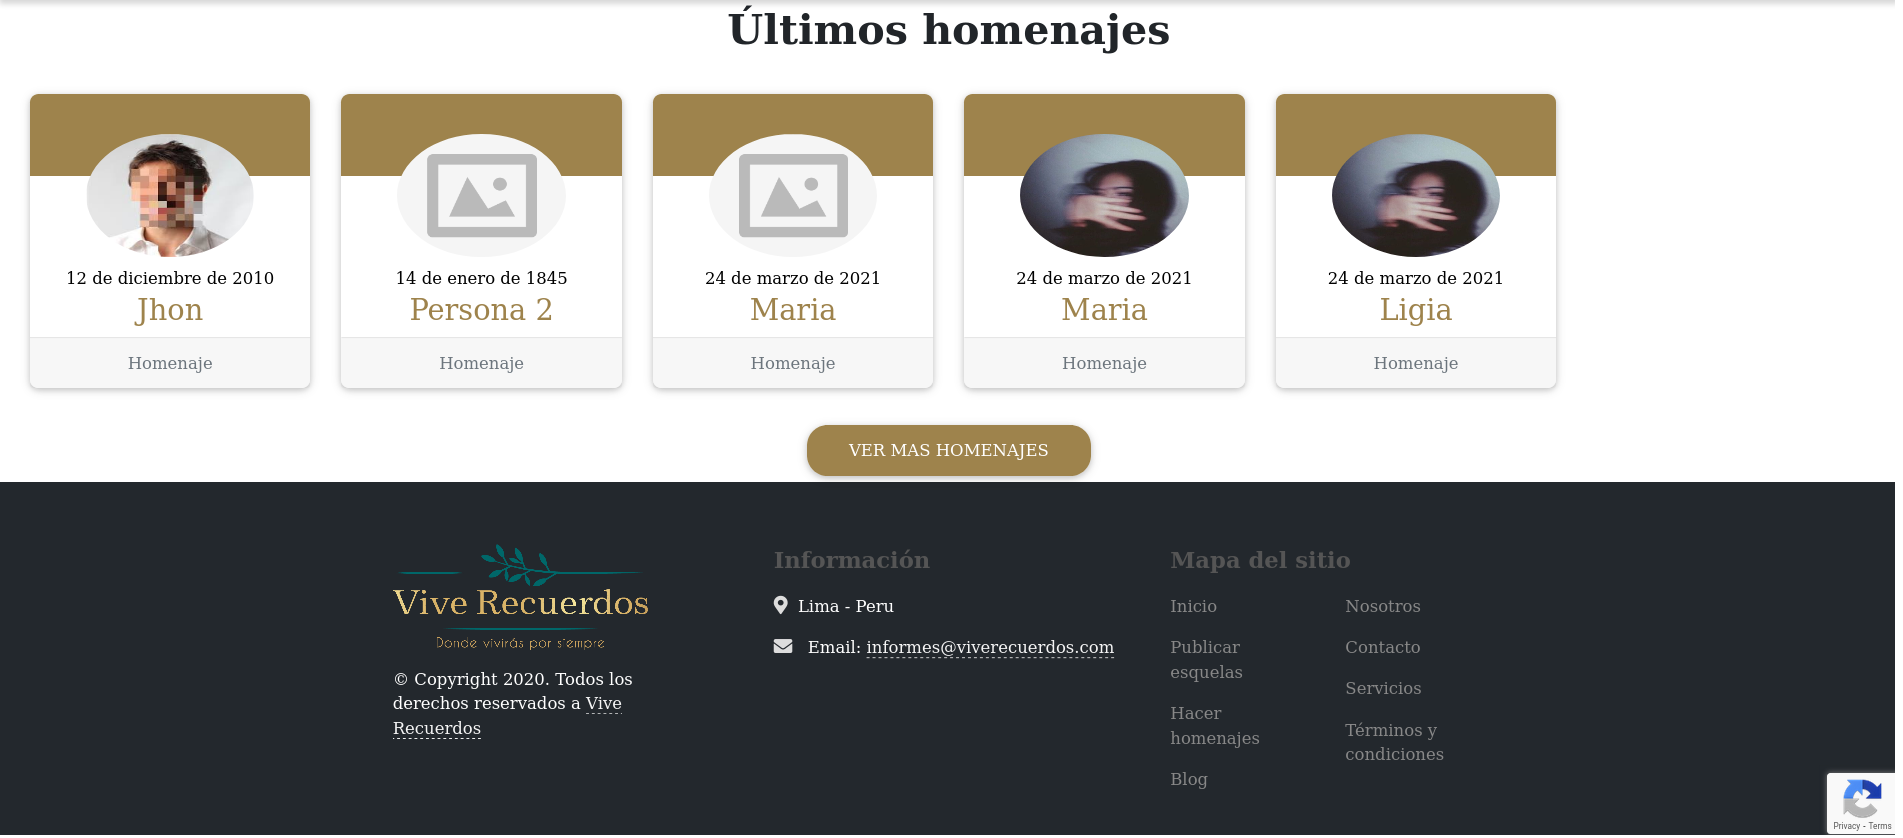 Últimos homenajes
12 de diciembre de 2010
Jhon
Homenaje
14 de enero de 1845
Persona 2
Homenaje
24 de marzo de 2021
Maria
Homenaje
24 de marzo de 2021
Maria
Homenaje
24 de marzo de 2021
Ligia
Homenaje
VER MAS HOMENAJES
Vive Recuerdos
Donde vivirás por siempre
© Copyright 2020. Todos los
derechos reservados a Vive
Recuerdos
Información
Lima - Peru
Email: informes@viverecuerdos.com
Mapa del sitio
Inicio
Publicar
esquelas
Hacer
homenajes
Blog
Nosotros
Contacto
Servicios
Términos y
condiciones
Privacy - Terms